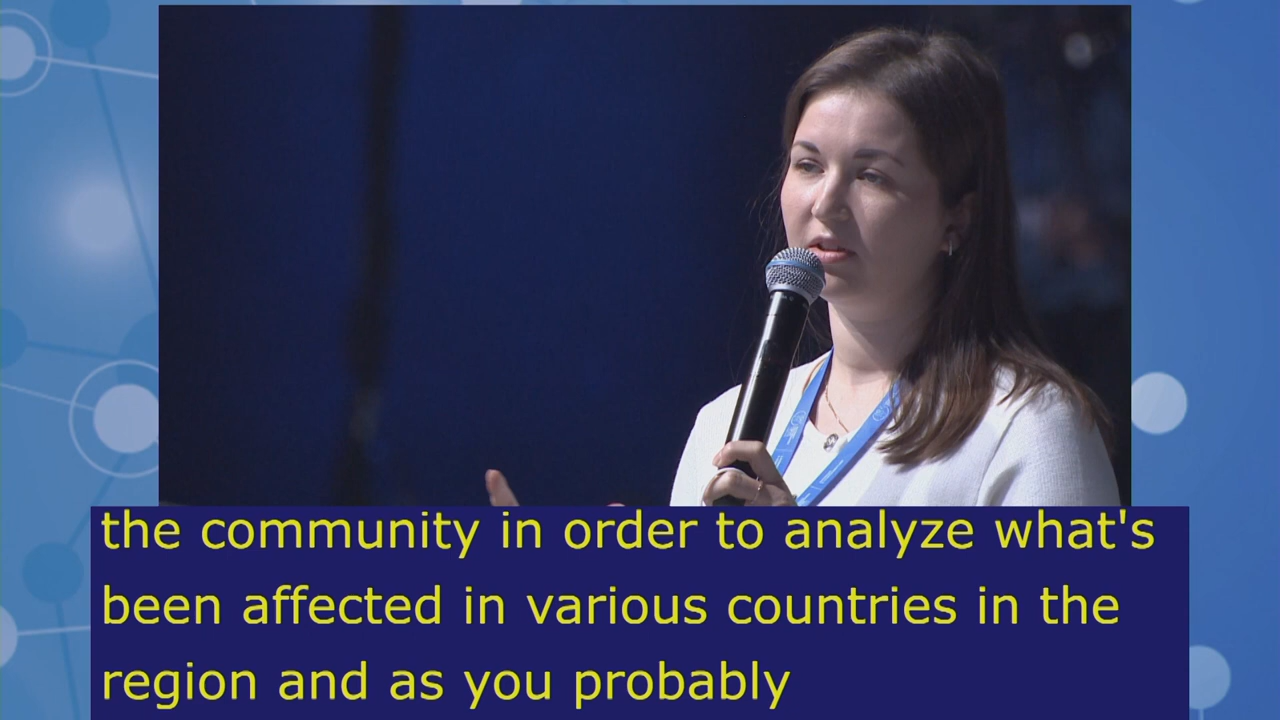 the community in order to analyze what's
been affected in various countries in the
region and as you probably